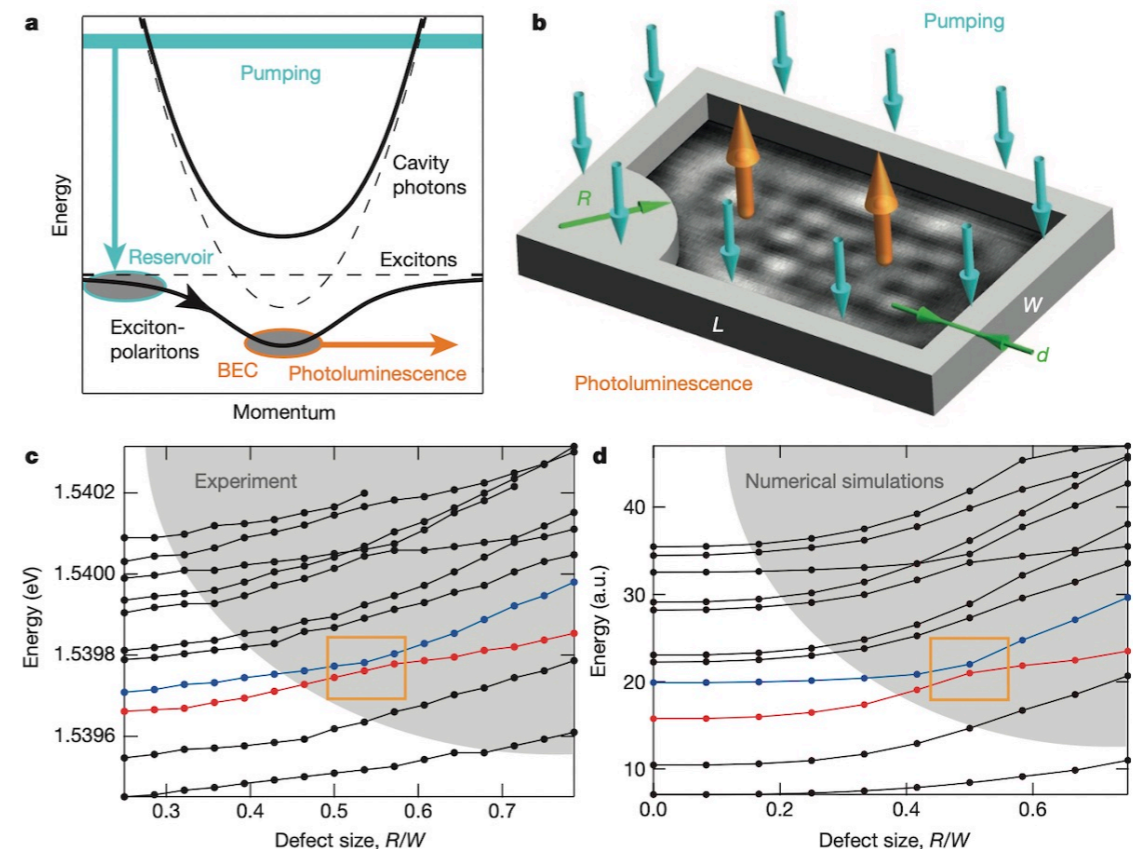 a
Pumping
Cavity
photons
Excitons
Reservoir
Exciton-
polaritons
BEC
Photoluminescence
Energy
Momentum
b
Pumping
R
L
W
d
Photoluminescence
c
Experiment
1.5402
1.5400
1.5398
1.5396
Energy (eV)
0.3
0.4
0.5
0.6
0.7
Defect size, R/W
d
Numerical simulations
40
30
20
10
Energy (a.u.)
0.0
0.2
0.4
0.6
Defect size, R/W